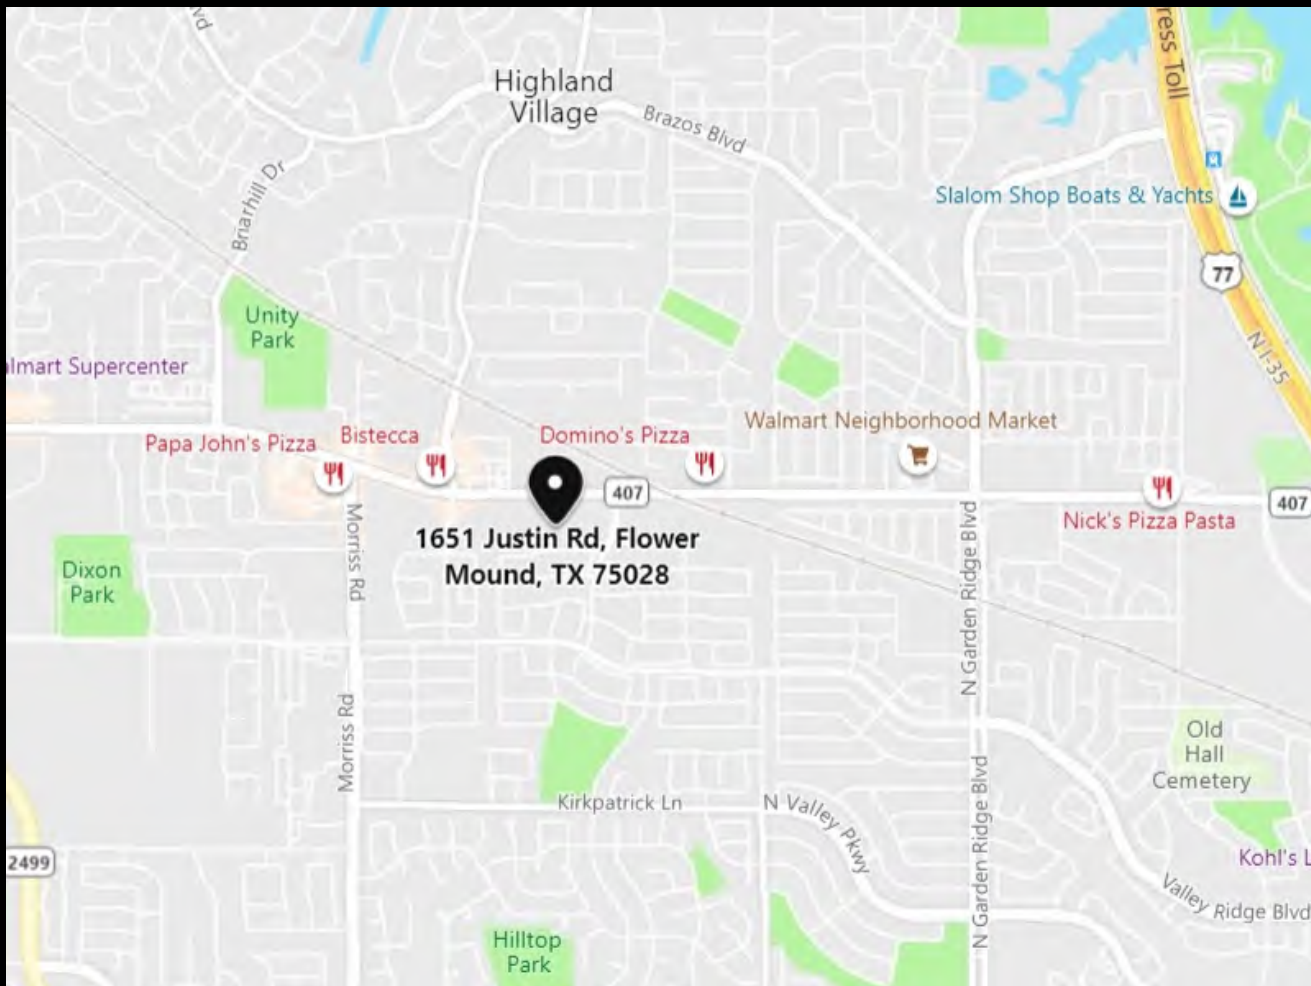 vd
ress Toll
Highland
Village
Brazos Blvd
Briarhill Dr
Slalom Shop Boats & Yachts
77
N I-35
Unity
Park
almart Supercenter
Papa John's Pizza
Bistecca
Domino's Pizza
Walmart Neighborhood Market
407
407
Nick's Pizza Pasta
1651 Justin Rd, Flower
Mound, TX 75028
Morriss Rd
N Garden Ridge Blvd
Dixon
Park
Morriss Rd
Old
Hall
Cemetery
Kirkpatrick Ln
N Valley Pkwy
N Garden Ridge Blvd
2499
Kohl's L
Valley Ridge Blvd
Hilltop
Park